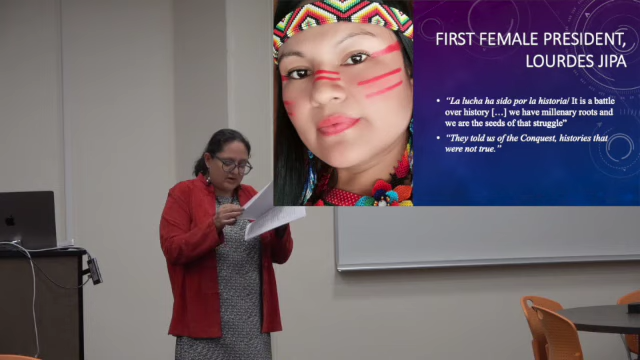 FIRST FEMALE PRESIDENT,
LOURDES JIPA
• "La lucha ha sido por la historia/ It is a battle
over history [...] we have millenary roots and
we are the seeds of that struggle"
• "They told us of the Conquest, histories that
were not true."